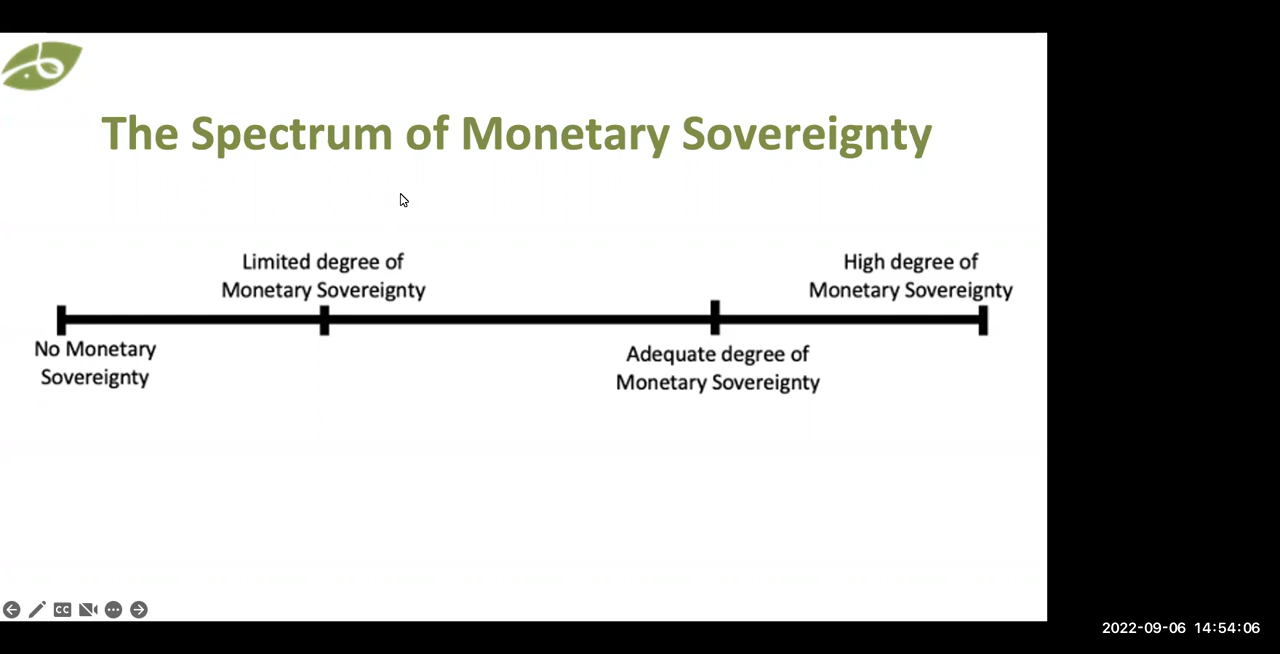 The Spectrum of Monetary Sovereignty
Limited degree of
Monetary Sovereignty
High degree of
Monetary Sovereignty
No Monetary
Sovereignty
Adequate degree of
Monetary Sovereignty
CC
2022-09-06 14:54:06